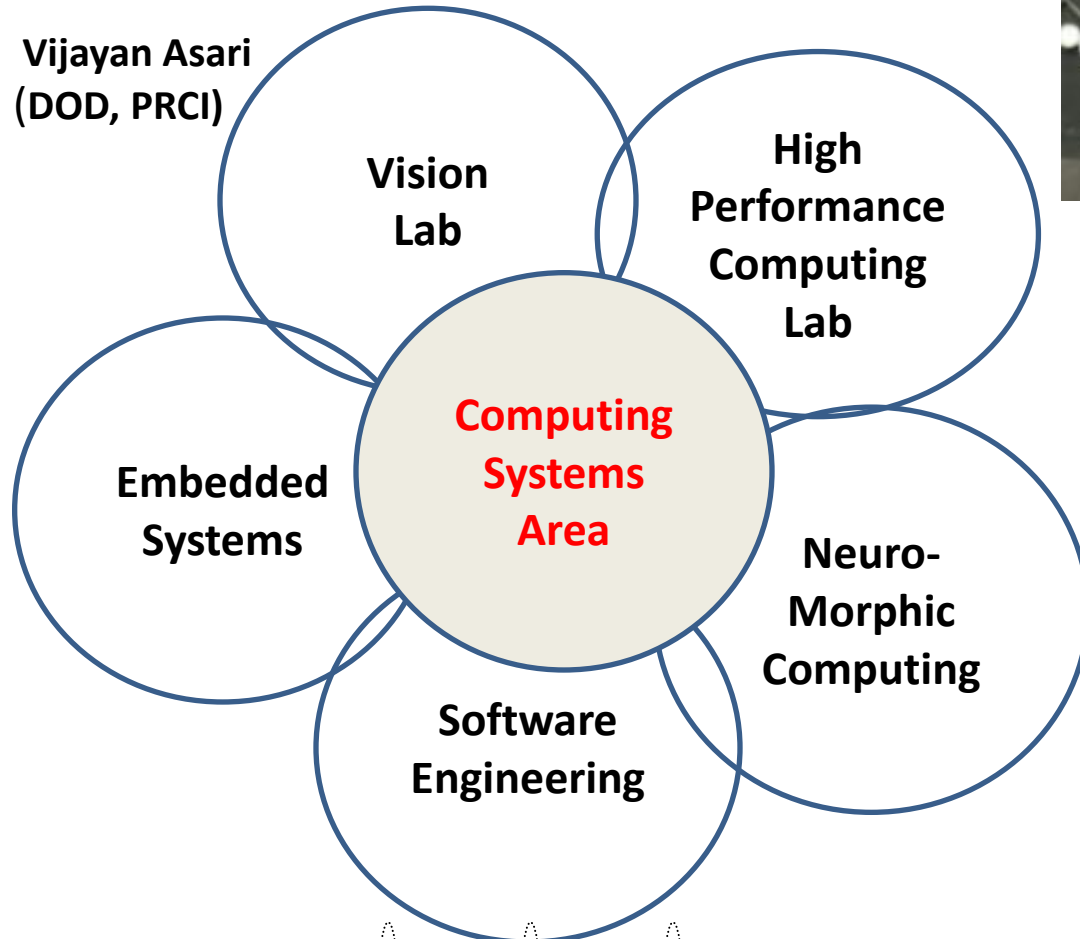 Vijayan Asari
(DOD, PRCI)
Vision
Lab
High
Performance
Computing
Lab
Computing
Systems
Area
Embedded
Systems
Neuro-
Morphic
Computing
Software
Engineering